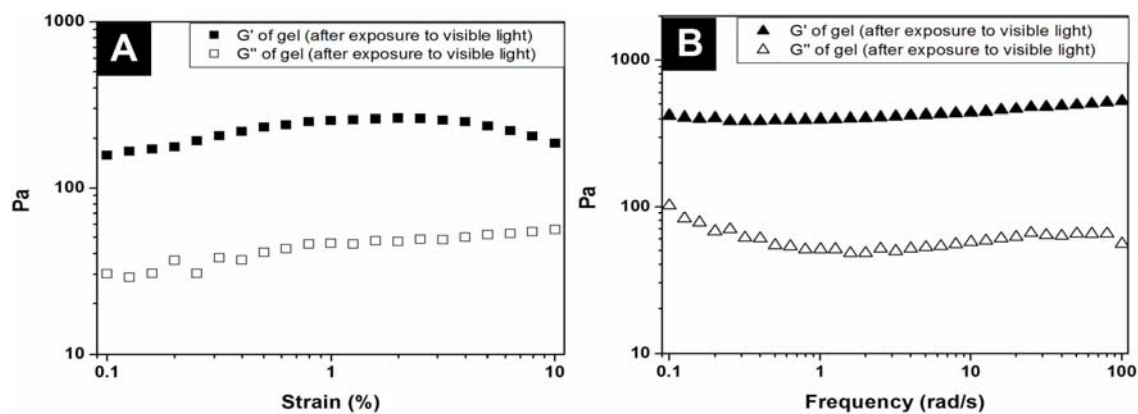 A
G' of gel (after exposure to visible light)
G'' of gel (after exposure to visible light)
1000
100
10
Pa
0.1
1
10
Strain (%)
B
G' of gel (after exposure to visible light)
G'' of gel (after exposure to visible light)
1000
100
10
Pa
0.1
1
10
100
Frequency (rad/s)